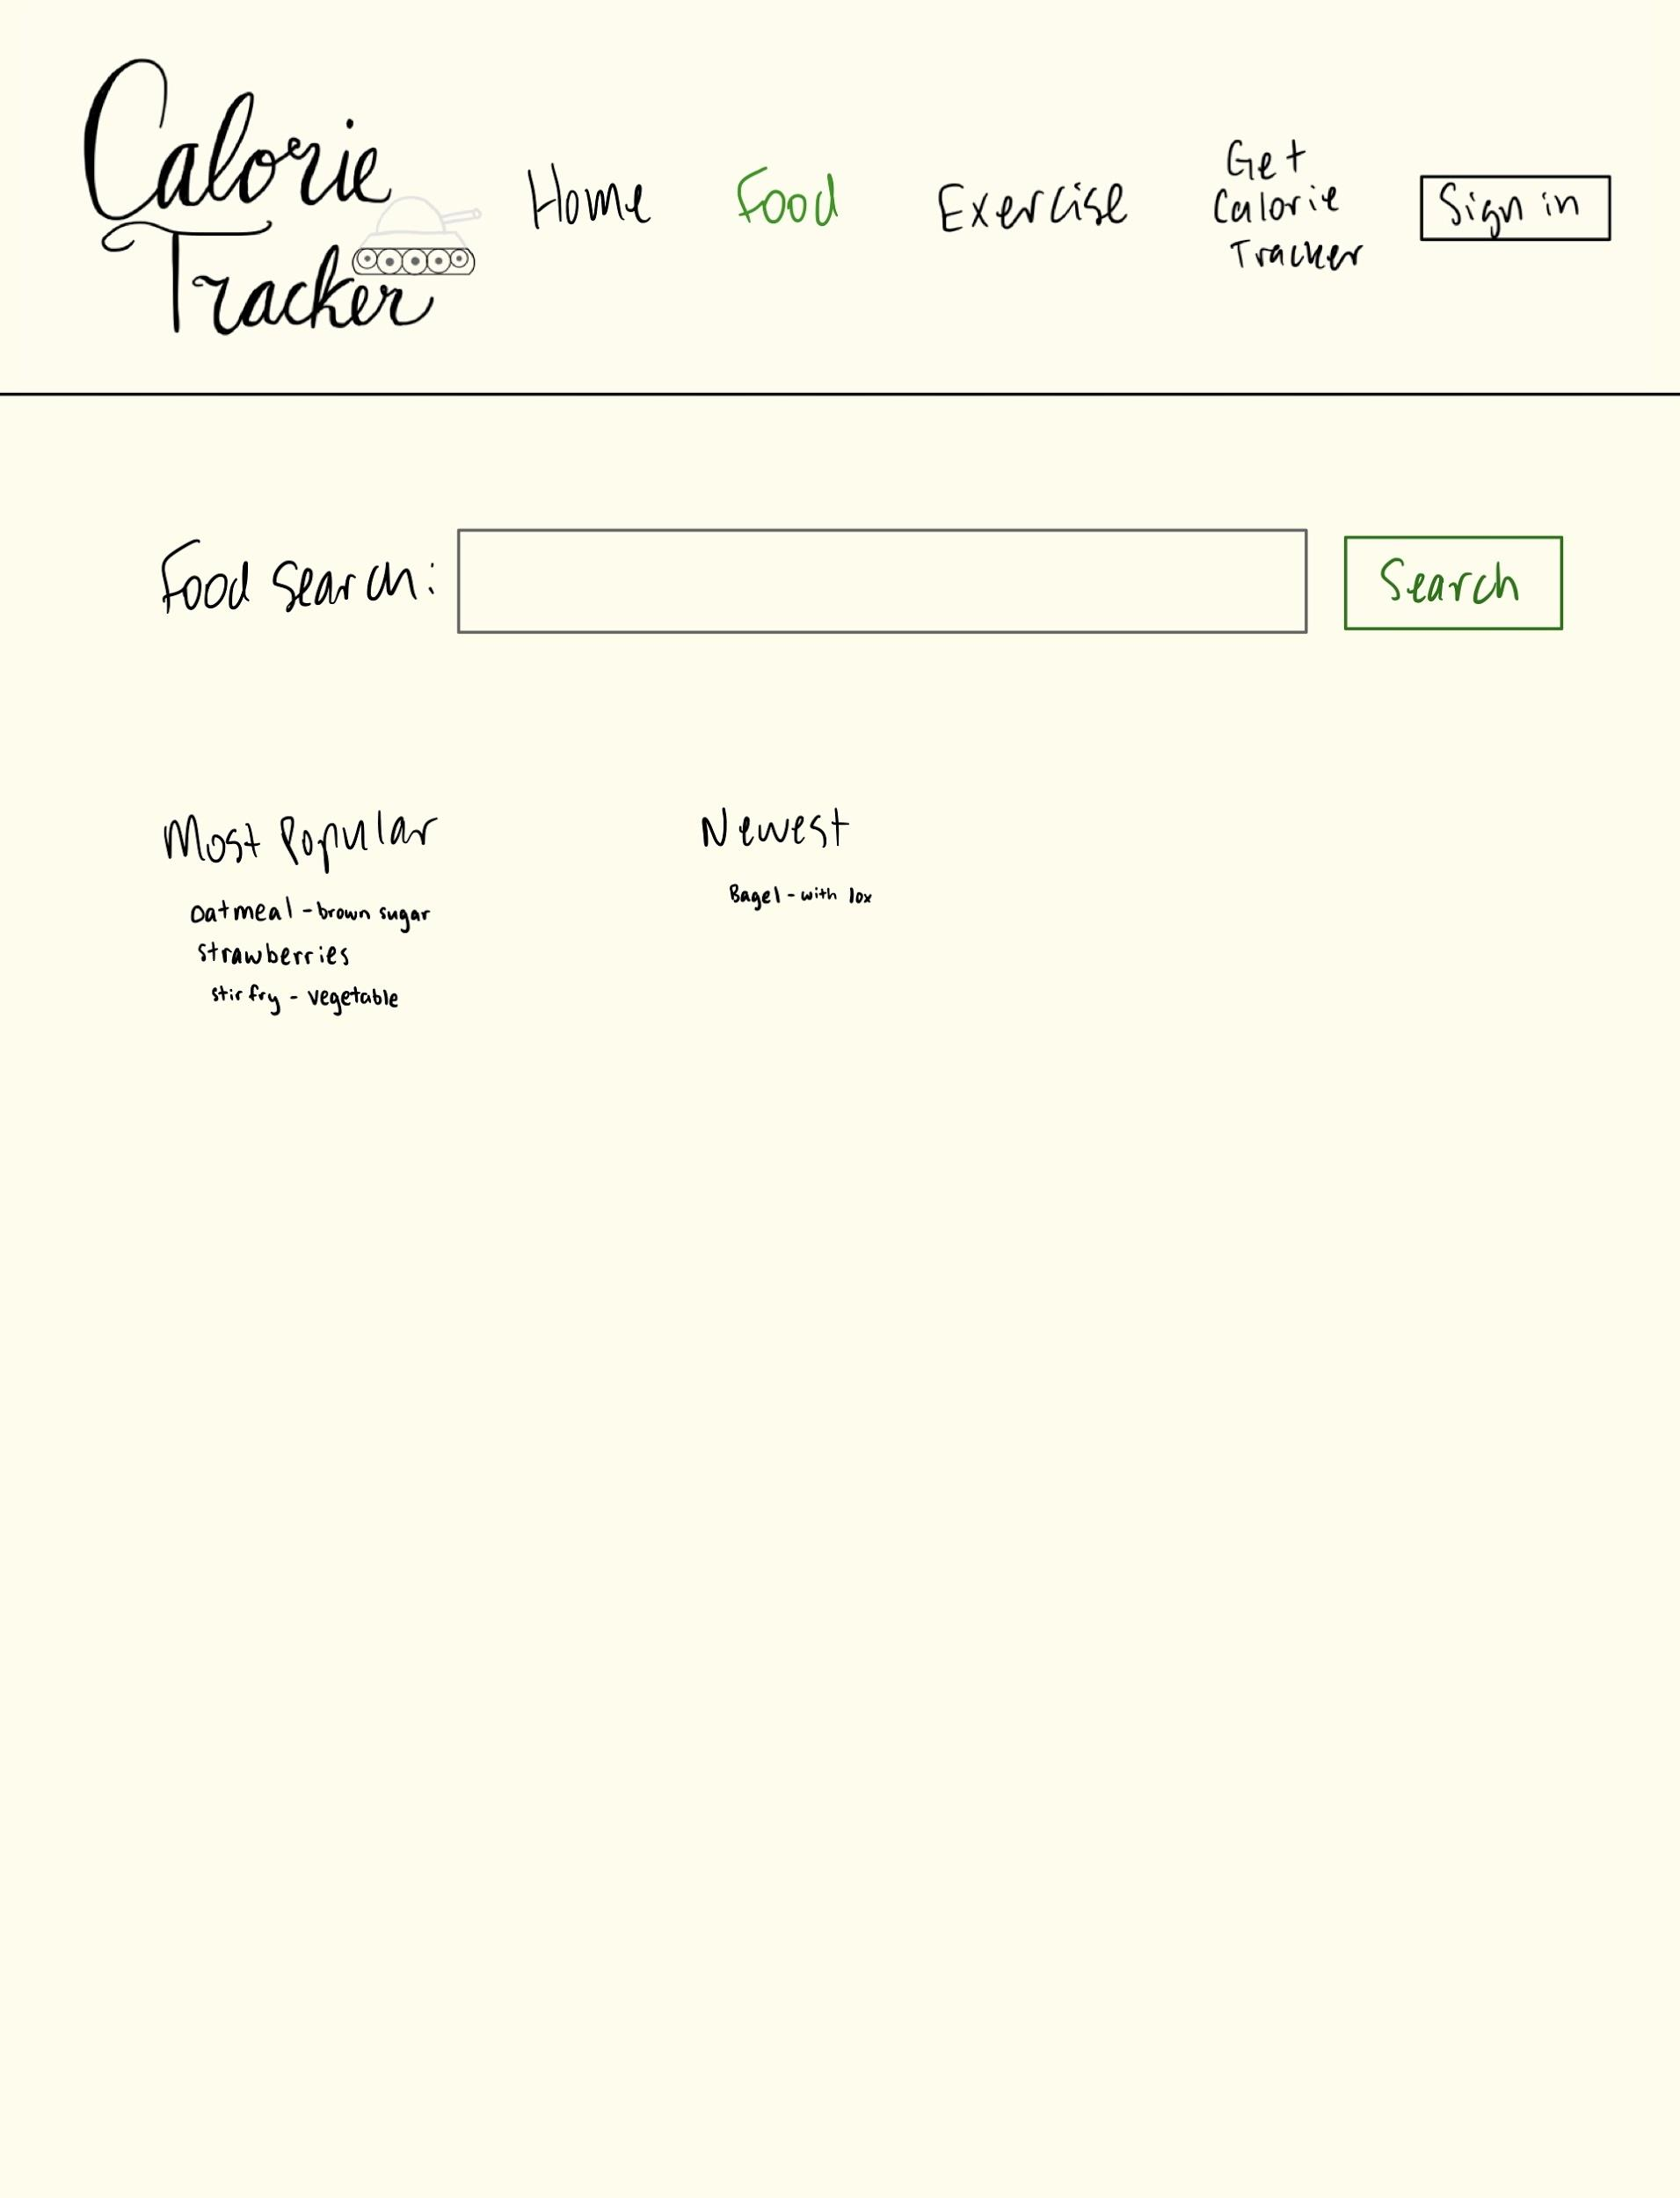 Calorie
Tracker
Home
Food
Exercise
Get
Calorie
Tracker
Sign in
Food search:
Search
Most Popular
oatmeal - brown sugar
strawberries
stir fry - vegetable
Newest
Bagel - with lox